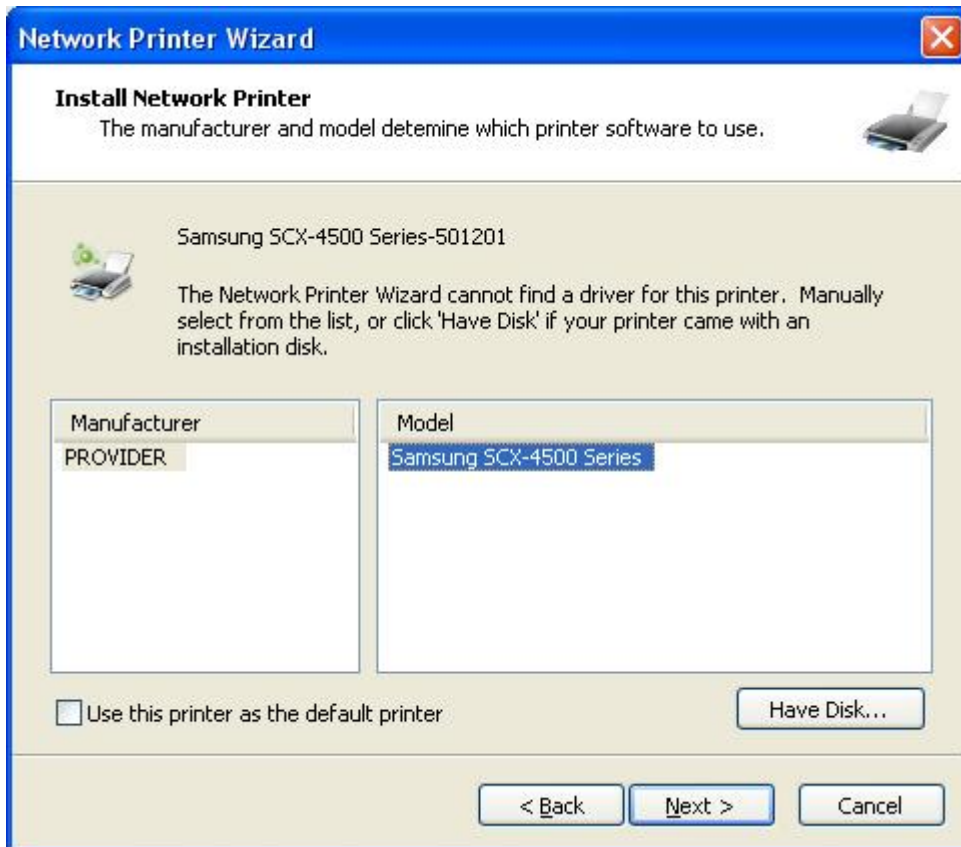 Network Printer Wizard
Install Network Printer
The manufacturer and model detemine which printer software to use.
Samsung SCX-4500 Series-501201
The Network Printer Wizard cannot find a driver for this printer. Manually
select from the list, or click 'Have Disk' if your printer came with an
installation disk.
Manufacturer
Model
PROVIDER
Samsung SCX-4500 Series
Use this printer as the default printer
Have Disk...
< Back
Next >
Cancel